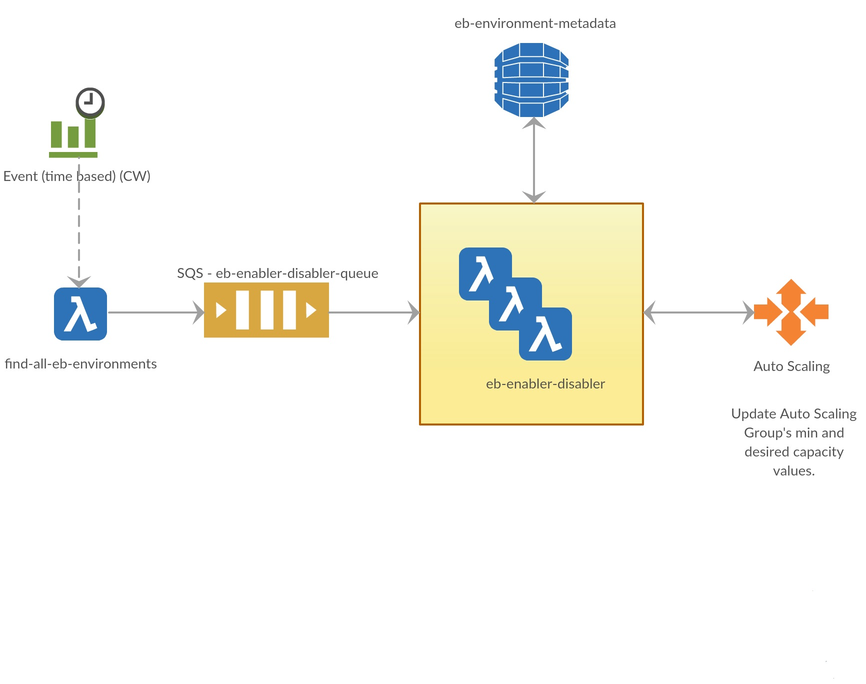 eb-environment-metadata
Event (time based) (CW)
SQS - eb-enabler-disabler-queue
find-all-eb-environments
eb-enabler-disabler
Auto Scaling
Update Auto Scaling
Group's min and
desired capacity
values.